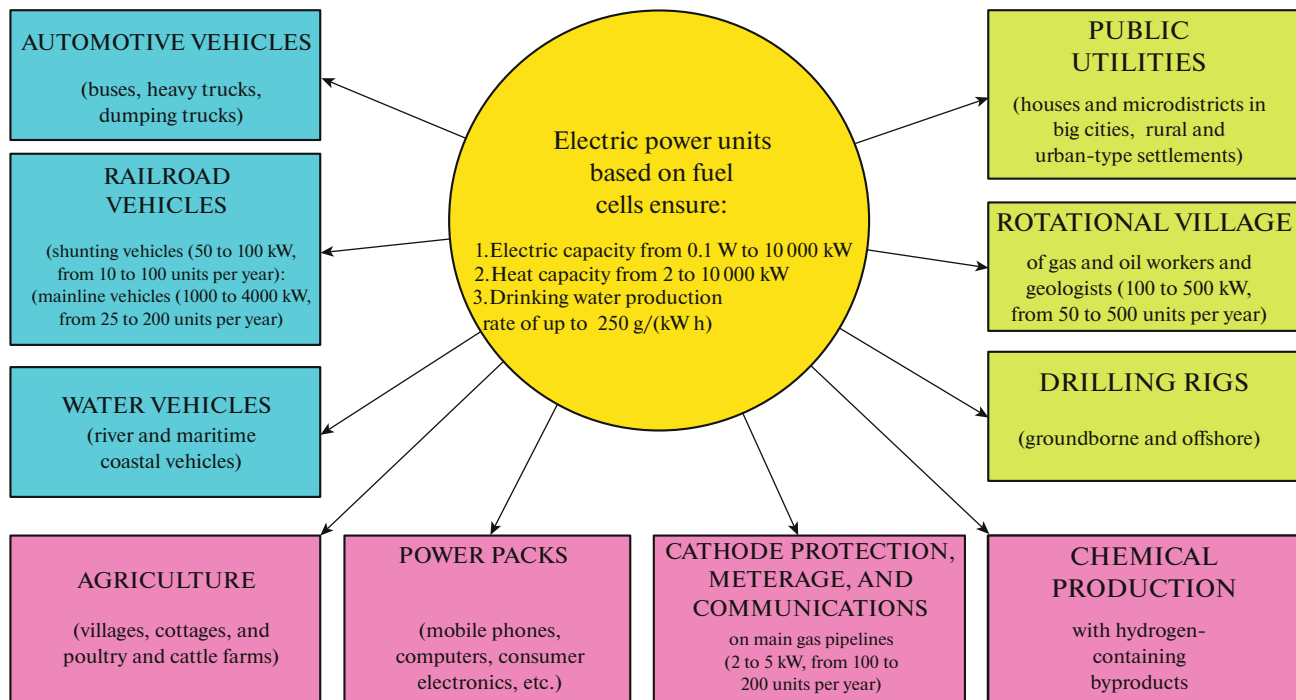 AUTOMOTIVE VEHICLES
(buses, heavy trucks,
dumping trucks)
RAILROAD
VEHICLES
(shunting vehicles (50 to 100 kW,
from 10 to 100 units per year):
(mainline vehicles (1000 to 4000 kW,
from 25 to 200 units per year)
WATER VEHICLES
(river and maritime
coastal vehicles)
Electric power units
based on fuel
cells ensure:
1.Electric capacity from 0.1 W to 10 000 kW
2.Heat capacity from 2 to 10 000 kW
3.Drinking water production
rate of up to 250 g/(kW h)
PUBLIC
UTILITIES
(houses and microdistricts in
big cities, rural and
urban-type settlements)
ROTATIONAL VILLAGE
of gas and oil workers and
geologists (100 to 500 kW,
from 50 to 500 units per year)
DRILLING RIGS
(groundborne and offshore)
AGRICULTURE
(villages, cottages, and
poultry and cattle farms)
POWER PACKS
(mobile phones,
computers, consumer
electronics, etc.)
CATHODE PROTECTION,
METERAGE, AND
COMMUNICATIONS
on main gas pipelines
(2 to 5 kW, from 100 to
200 units per year)
CHEMICAL
PRODUCTION
with hydrogen-
containing
byproducts